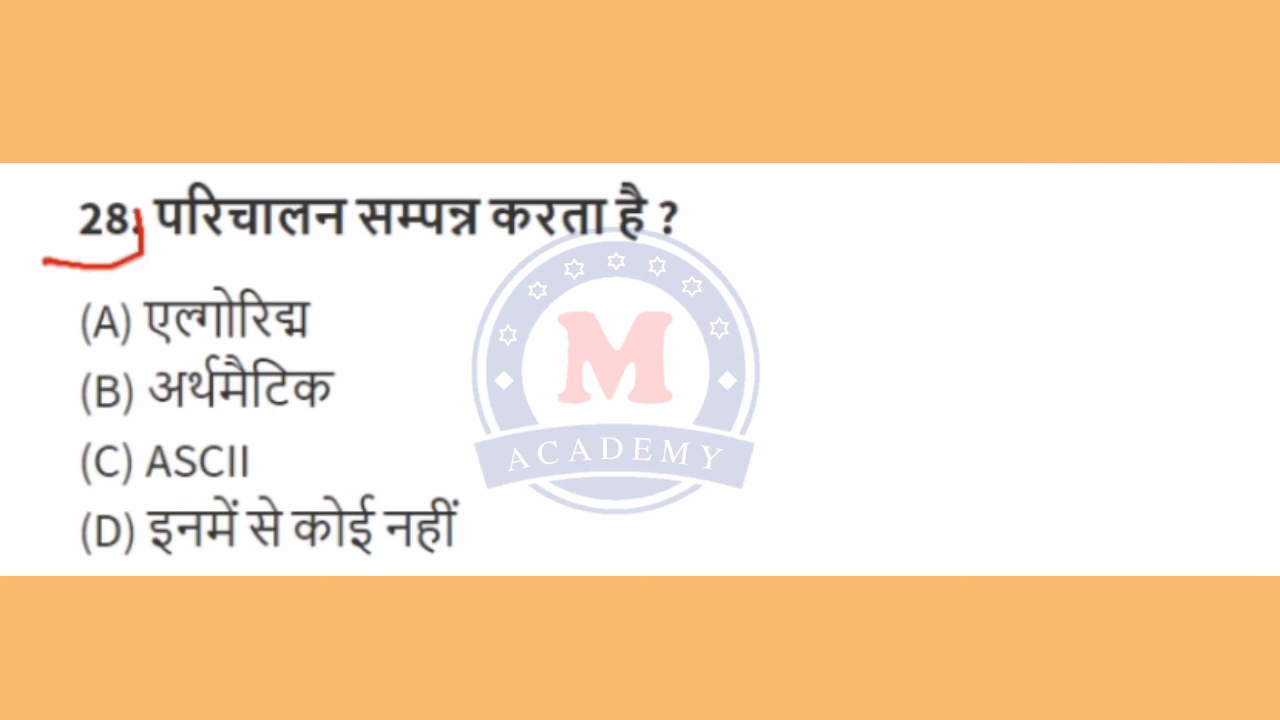 28. परिचालन सम्पन्न करता है ?
(A) एल्गोरिद्म
(B) अर्थमैटिक
(C) ASCII
(D) इनमें से कोई नहीं
M
ACADEMY